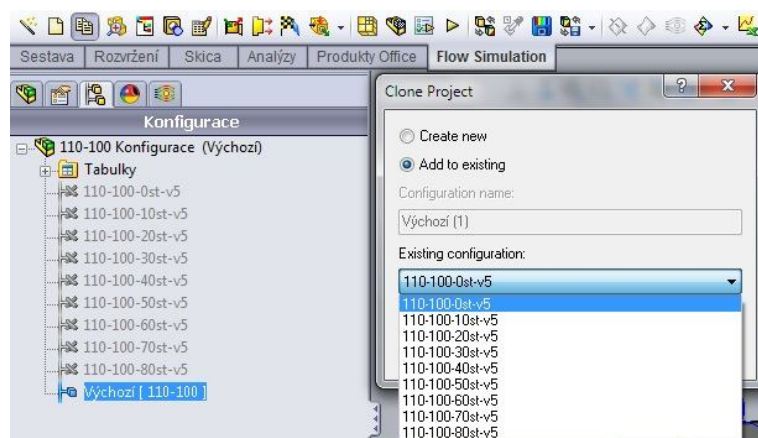 Sestava Rozvržení Skica Analýzy Produkty Office Flow Simulation
Konfigurace
110-100 Konfigurace (Výchozí)
Tabulky
110-100-0st-v5
110-100-10st-v5
110-100-20st-v5
110-100-30st-v5
110-100-40st-v5
110-100-50st-v5
110-100-60st-v5
110-100-70st-v5
110-100-80st-v5
Výchozí [ 110-100 ]
Clone Project
Create new
Add to existing
Configuration name:
Výchozí (1)
Existing configuration:
110-100-0st-v5
110-100-0st-v5
110-100-10st-v5
110-100-20st-v5
110-100-30st-v5
110-100-40st-v5
110-100-50st-v5
110-100-60st-v5
110-100-70st-v5
110-100-80st-v5